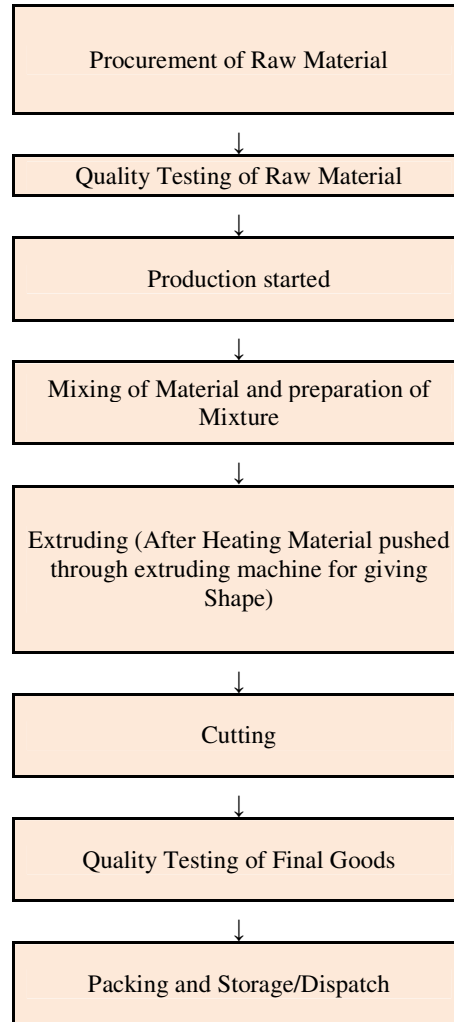 Procurement of Raw Material
↓
Quality Testing of Raw Material
↓
Production started
↓
Mixing of Material and preparation of
Mixture
↓
Extruding (After Heating Material pushed
through extruding machine for giving
Shape)
↓
Cutting
↓
Quality Testing of Final Goods
↓
Packing and Storage/Dispatch